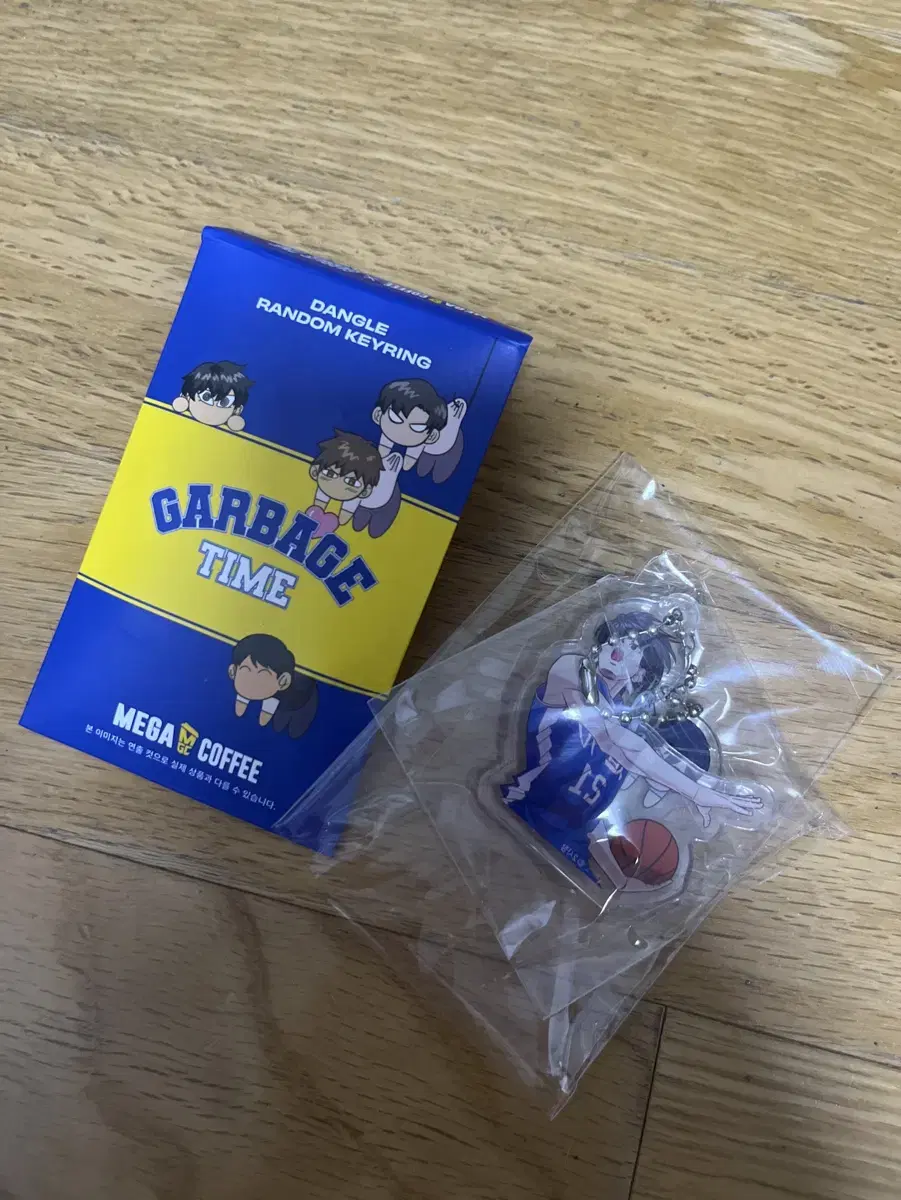 DANGLE
RANDOM KEYRING
GARBAGE
TIME
MEGA MGC COFFEE
본 이미지는 연출 컷으로 실제 상품과 다를 수 있습니다.